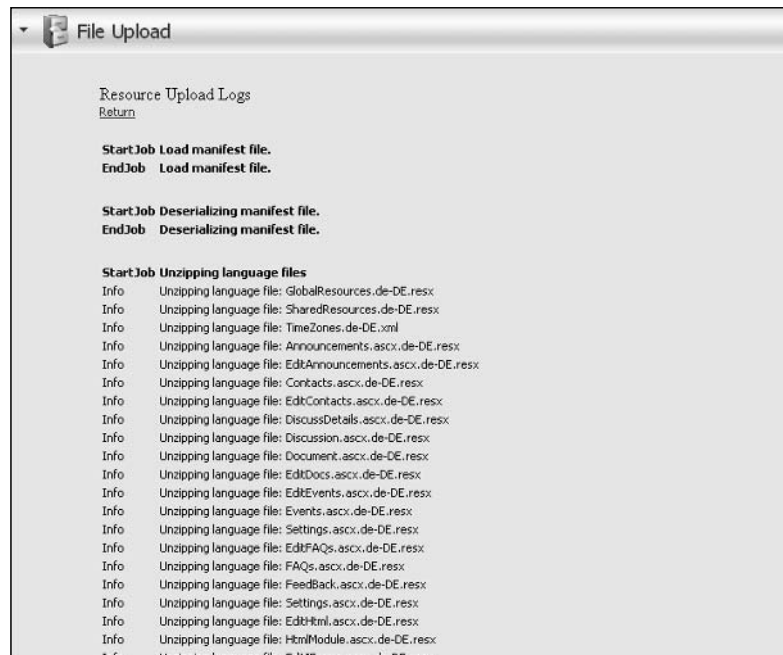 File Upload
Resource Upload Logs
Return
StartJob Load manifest file.
EndJob Load manifest file.
StartJob Deserializing manifest file.
EndJob Deserializing manifest file.
StartJob Unzipping language files
Info Unzipping language file: GlobalResources.de-DE.resx
Info Unzipping language file: SharedResources.de-DE.resx
Info Unzipping language file: TimeZones.de-DE.xml
Info Unzipping language file: Announcements.ascx.de-DE.resx
Info Unzipping language file: EditAnnouncements.ascx.de-DE.resx
Info Unzipping language file: Contacts.ascx.de-DE.resx
Info Unzipping language file: EditContacts.ascx.de-DE.resx
Info Unzipping language file: DiscussDetails.ascx.de-DE.resx
Info Unzipping language file: Discussion.ascx.de-DE.resx
Info Unzipping language file: Document.ascx.de-DE.resx
Info Unzipping language file: EditDocs.ascx.de-DE.resx
Info Unzipping language file: EditEvents.ascx.de-DE.resx
Info Unzipping language file: Events.ascx.de-DE.resx
Info Unzipping language file: Settings.ascx.de-DE.resx
Info Unzipping language file: EditFAQs.ascx.de-DE.resx
Info Unzipping language file: FAQs.ascx.de-DE.resx
Info Unzipping language file: FeedBack.ascx.de-DE.resx
Info Unzipping language file: Settings.ascx.de-DE.resx
Info Unzipping language file: EditHtml.ascx.de-DE.resx
Info Unzipping language file: HtmlModule.ascx.de-DE.resx